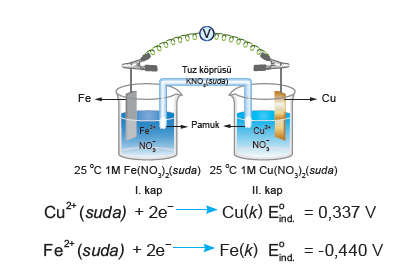 V
Tuz köprüsü
KNO₃(suda)
Fe
Cu
Fe²⁺
NO₃⁻
Pamuk
Cu²⁺
NO₃⁻
25 °C 1M Fe(NO₃)₂(suda) 25 °C 1M Cu(NO₃)₂(suda)
I. kap II. kap
Cu²⁺ (suda) + 2e⁻ → Cu(k) E°ind. = 0,337 V
Fe²⁺ (suda) + 2e⁻ → Fe(k) E°ind. = -0,440 V